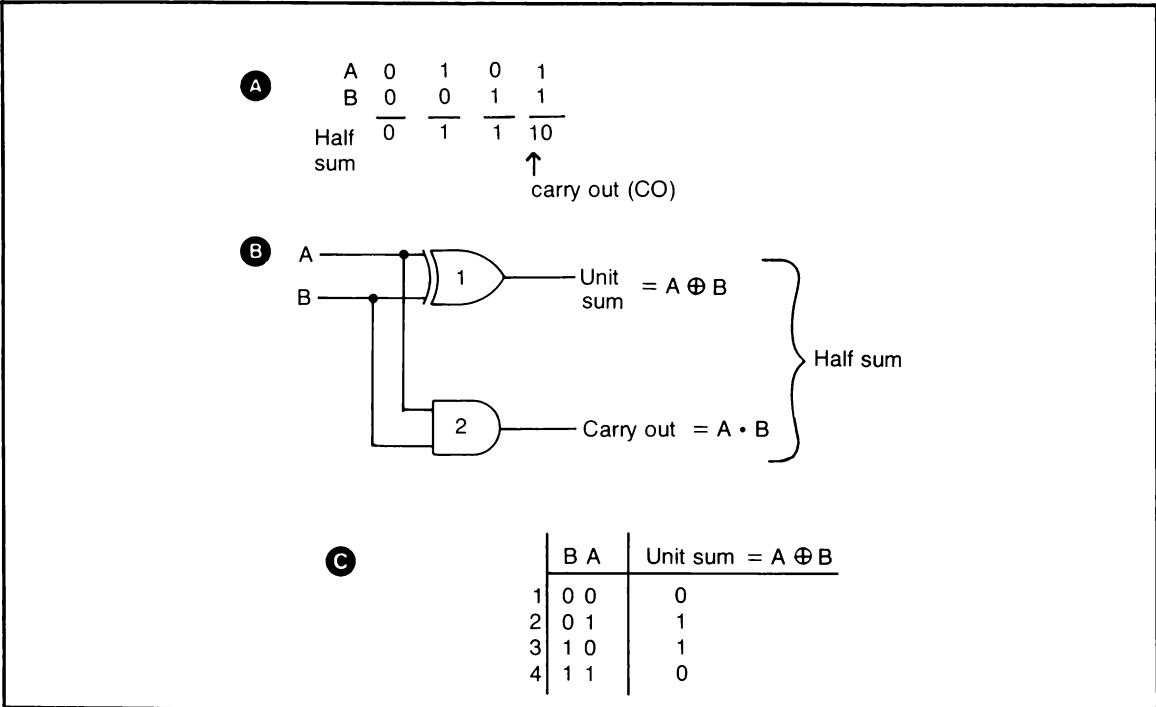 A
A 0 1 0 1
B 0 0 1 1
Half sum 0 1 1 10
↑
carry out (CO)
B
A
1
Unit sum = A ⊕ B
B
Half sum
2
Carry out = A • B
C
B A Unit sum = A ⊕ B
1 0 0 0
2 0 1 1
3 1 0 1
4 1 1 0